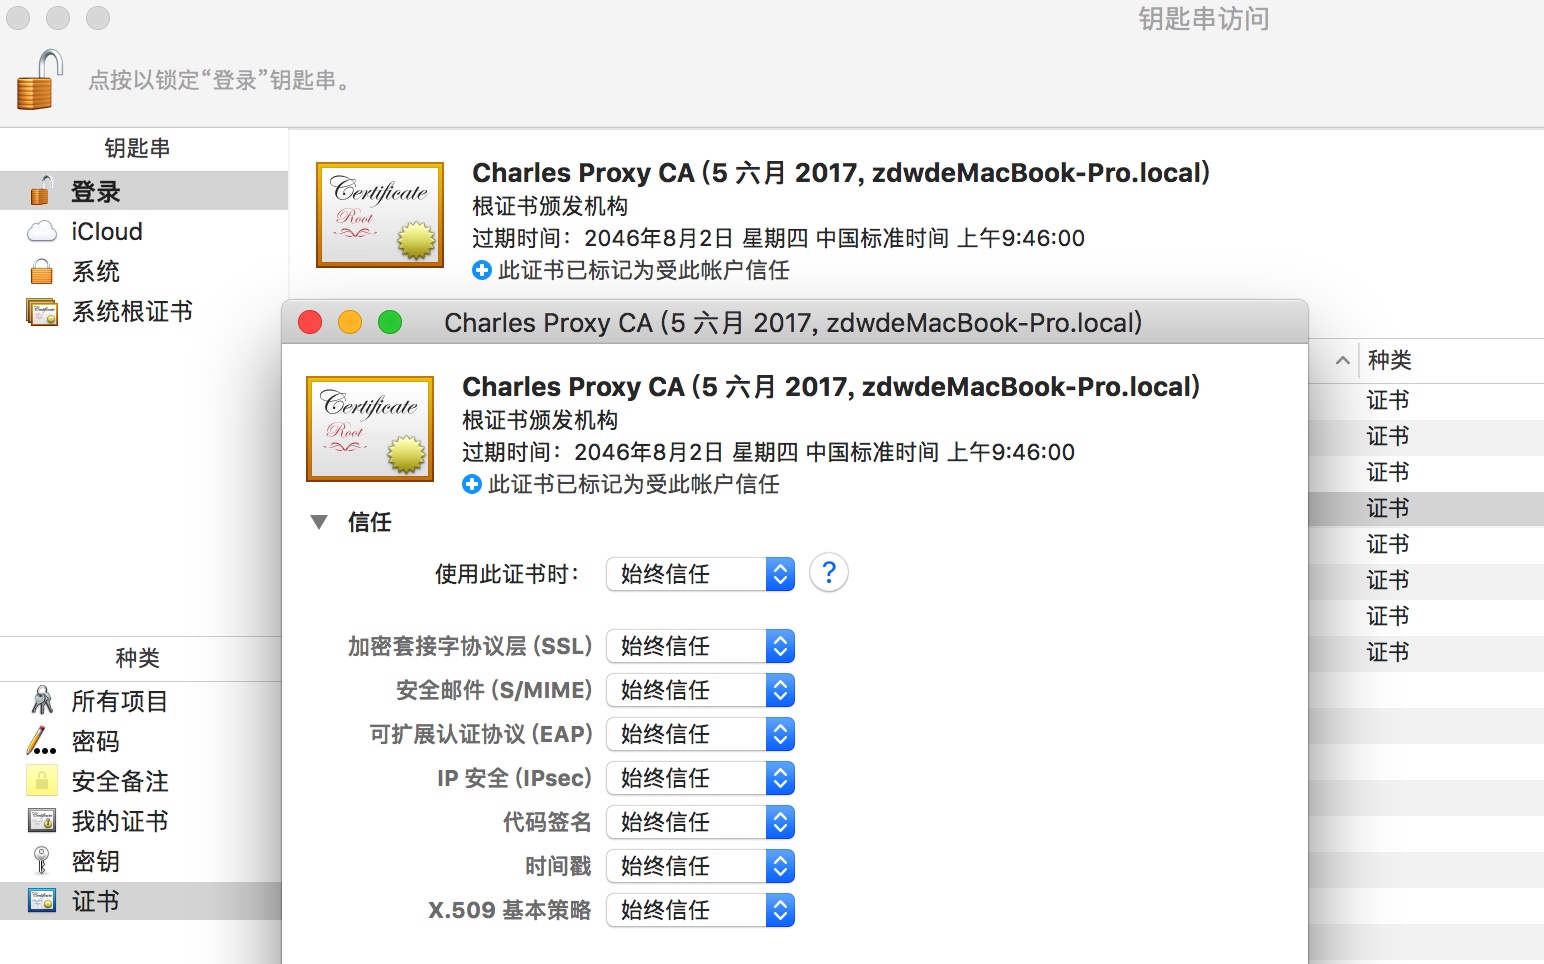 钥匙串访问
点按以锁定“登录”钥匙串。
钥匙串
登录
iCloud
系统
系统根证书
Certificate
Root
Charles Proxy CA (5 六月 2017, zdwdeMacBook-Pro.local)
根证书颁发机构
过期时间：2046年8月2日 星期四 中国标准时间 上午9:46:00
此证书已标记为受此帐户信任
种类
证书
证书
证书
证书
证书
证书
证书
证书
Charles Proxy CA (5 六月 2017, zdwdeMacBook-Pro.local)
Certificate
Root
Charles Proxy CA (5 六月 2017, zdwdeMacBook-Pro.local)
根证书颁发机构
过期时间：2046年8月2日 星期四 中国标准时间 上午9:46:00
此证书已标记为受此帐户信任
信任
使用此证书时： 始终信任 ?
加密套接字协议层 (SSL) 始终信任
安全邮件 (S/MIME) 始终信任
可扩展认证协议 (EAP) 始终信任
IP 安全 (IPsec) 始终信任
代码签名 始终信任
时间戳 始终信任
X.509 基本策略 始终信任
种类
所有项目
密码
安全备注
我的证书
密钥
证书